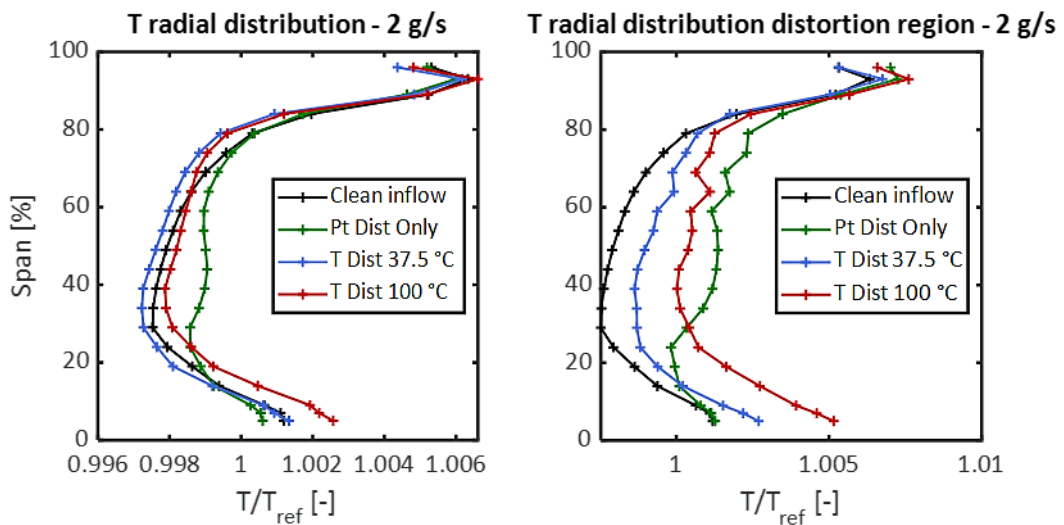 T radial distribution - 2 g/s
100
80
60
40
20
0
Span [%]
0.996
0.998
1
1.002
1.004
1.006
T/Tref [-]
Clean inflow
Pt Dist Only
T Dist 37.5 °C
T Dist 100 °C
T radial distribution distortion region - 2 g/s
100
80
60
40
20
0
1
1.005
1.01
T/Tref [-]
Clean inflow
Pt Dist Only
T Dist 37.5 °C
T Dist 100 °C